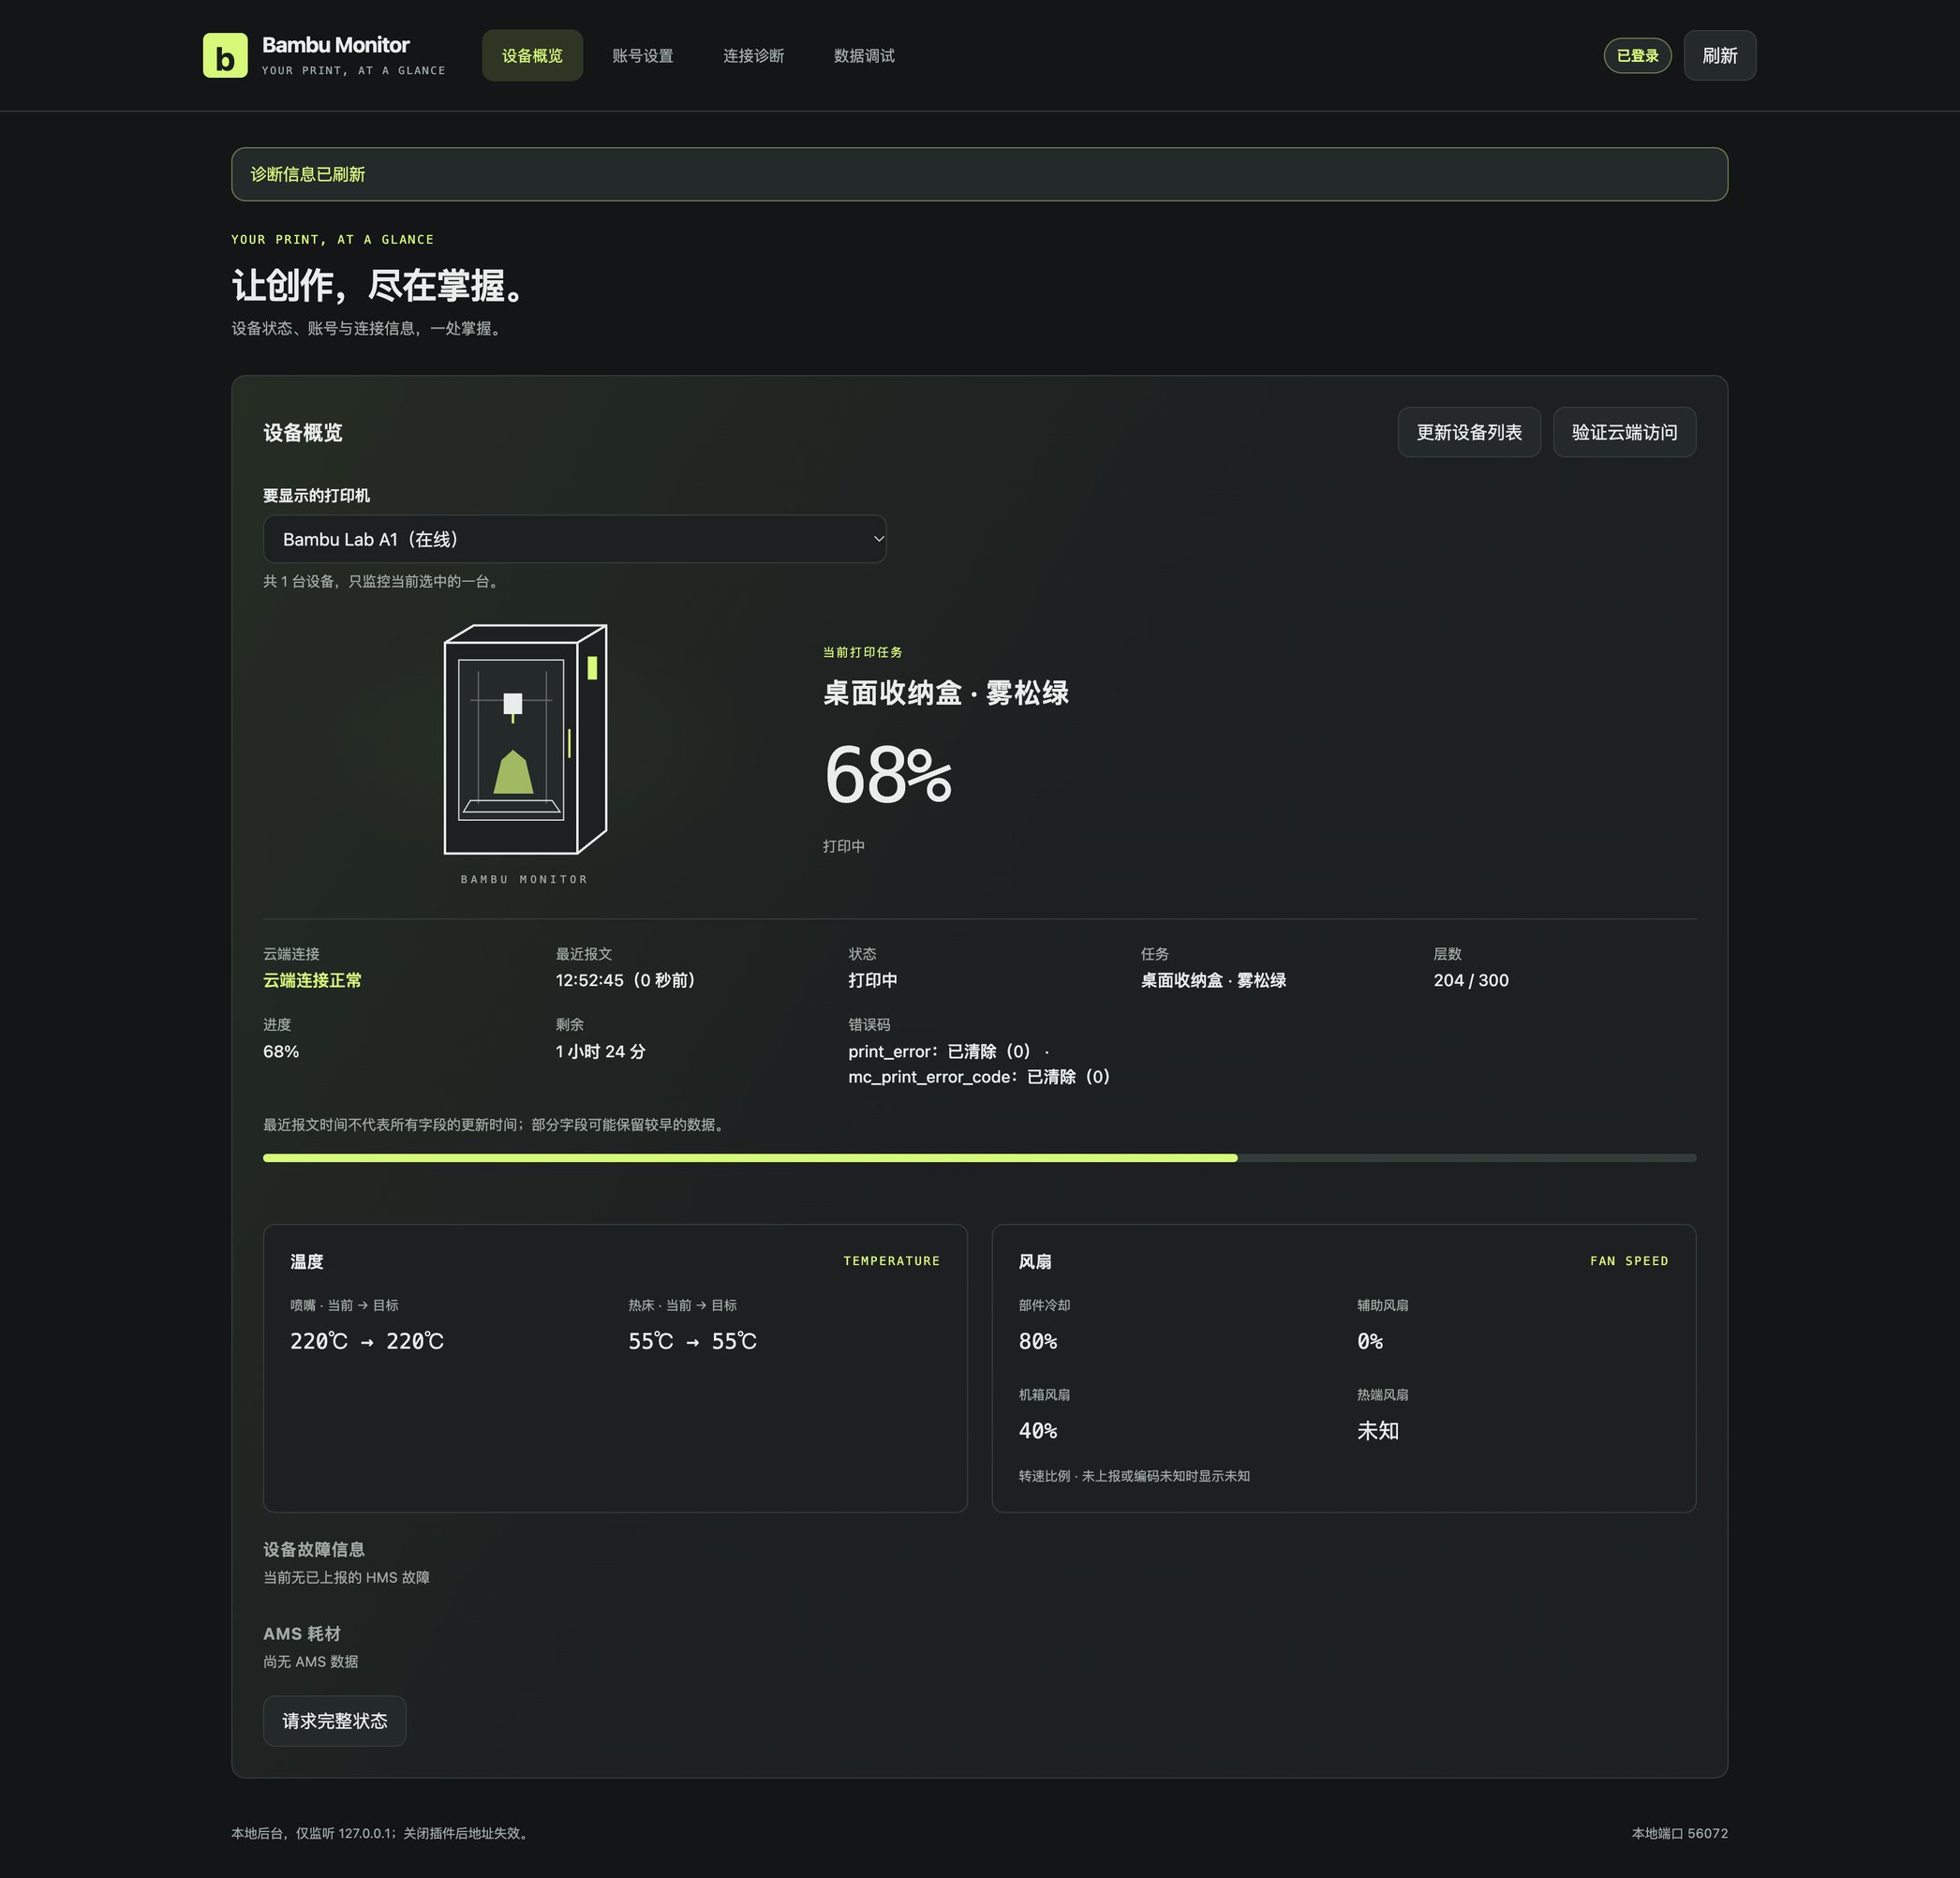 b
Bambu Monitor
YOUR PRINT, AT A GLANCE
设备概览
账号设置
连接诊断
数据调试
已登录
刷新
诊断信息已刷新
YOUR PRINT, AT A GLANCE
让创作，尽在掌握。
设备状态、账号与连接信息，一处掌握。
设备概览
更新设备列表
验证云端访问
要显示的打印机
Bambu Lab A1（在线）
共 1 台设备，只监控当前选中的一台。
BAMBU MONITOR
当前打印任务
桌面收纳盒 · 雾松绿
68%
打印中
云端连接
云端连接正常
最近报文
12:52:45（0 秒前）
状态
打印中
任务
桌面收纳盒 · 雾松绿
层数
204 / 300
进度
68%
剩余
1 小时 24 分
错误码
print_error：已清除（0） ·
mc_print_error_code：已清除（0）
最近报文时间不代表所有字段的更新时间；部分字段可能保留较早的数据。
温度
TEMPERATURE
喷嘴 · 当前 → 目标
220℃ → 220℃
热床 · 当前 → 目标
55℃ → 55℃
风扇
FAN SPEED
部件冷却
80%
辅助风扇
0%
机箱风扇
40%
热端风扇
未知
转速比例 · 未上报或编码未知时显示未知
设备故障信息
当前无已上报的 HMS 故障
AMS 耗材
尚无 AMS 数据
请求完整状态
本地后台，仅监听 127.0.0.1；关闭插件后地址失效。
本地端口 56072